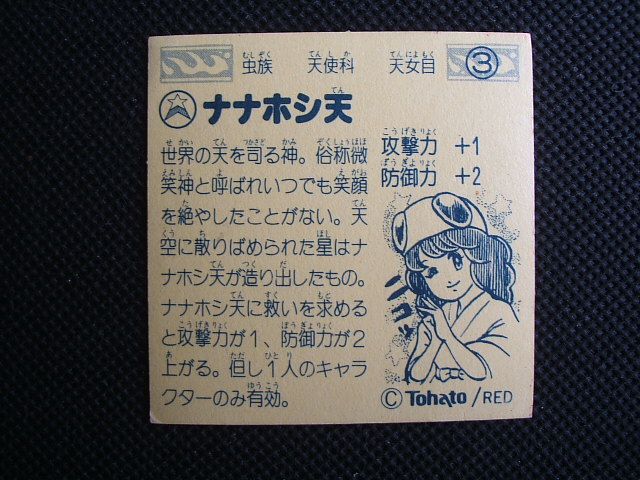 虫族 天使科 天女目 ③
ナナホシ天
世界の天を司る神。俗称微
笑神と呼ばれいつでも笑顔
を絶やしたことがない。天
空に散りばめられた星はナ
ナホシ天が造り出したもの。
ナナホシ天に救いを求める
と攻撃力が1、防御力が2
上がる。但し1人のキャラ
クターのみ有効。
攻撃力 +1
防御力 +2
ニコッ
©Tohato/RED